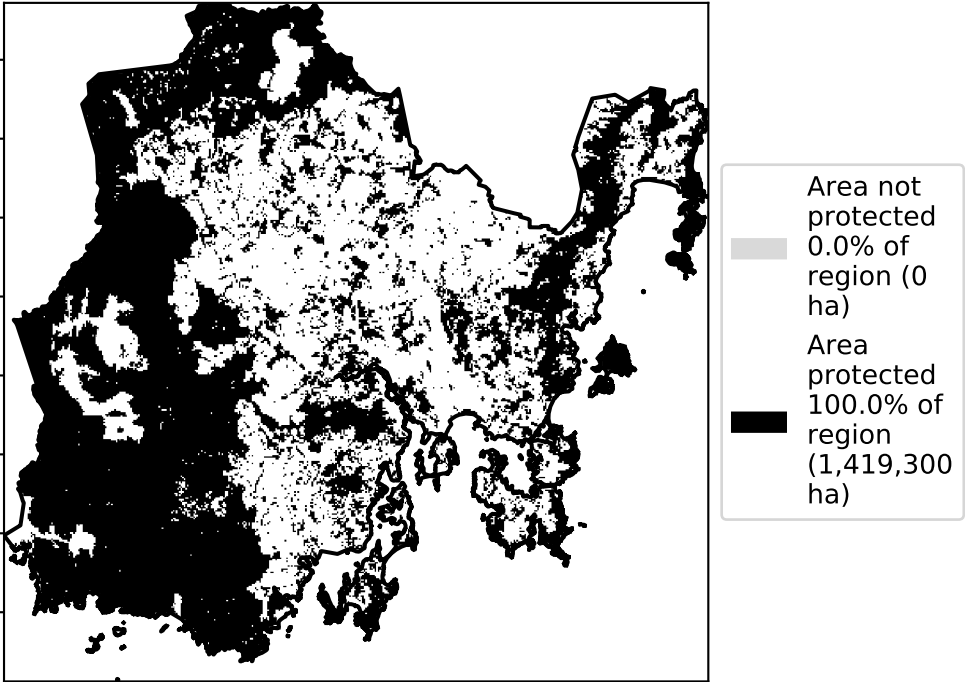 Area not
protected
0.0% of
region (0
ha)
Area
protected
100.0% of
region
(1,419,300
ha)